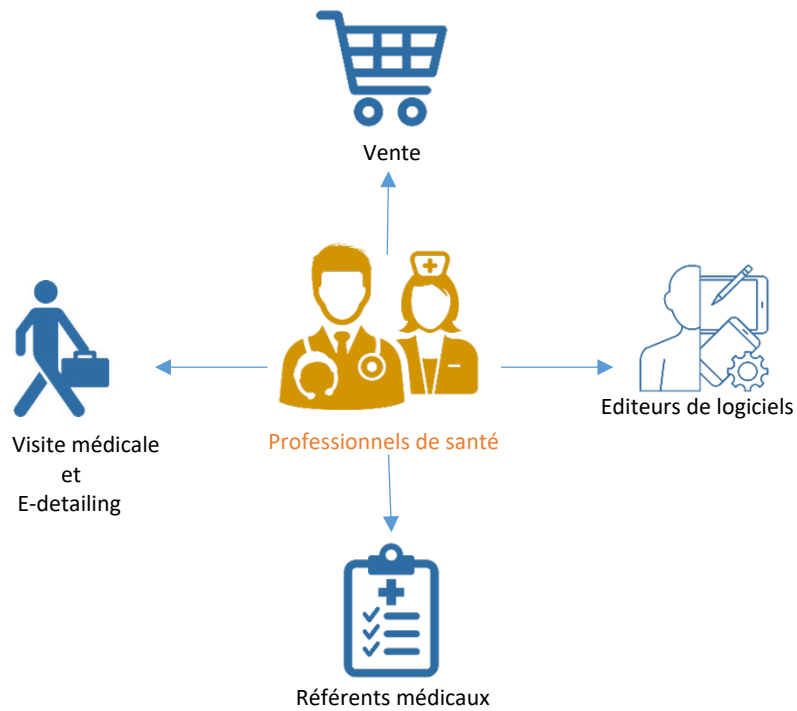 Vente
Editeurs de logiciels
Professionnels de santé
Visite médicale
et
E-detailing
Référents médicaux